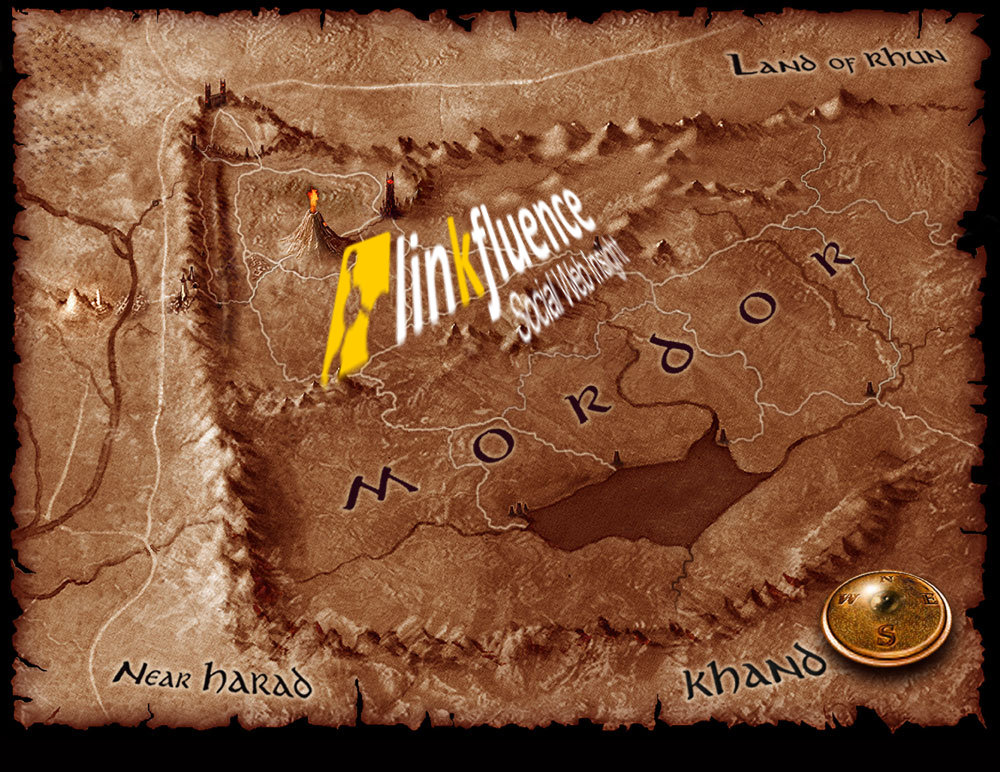 Land of Rhun
linkfluence
Social Web Insight
MORDOR
N
W E
S
Near Harad
Khand